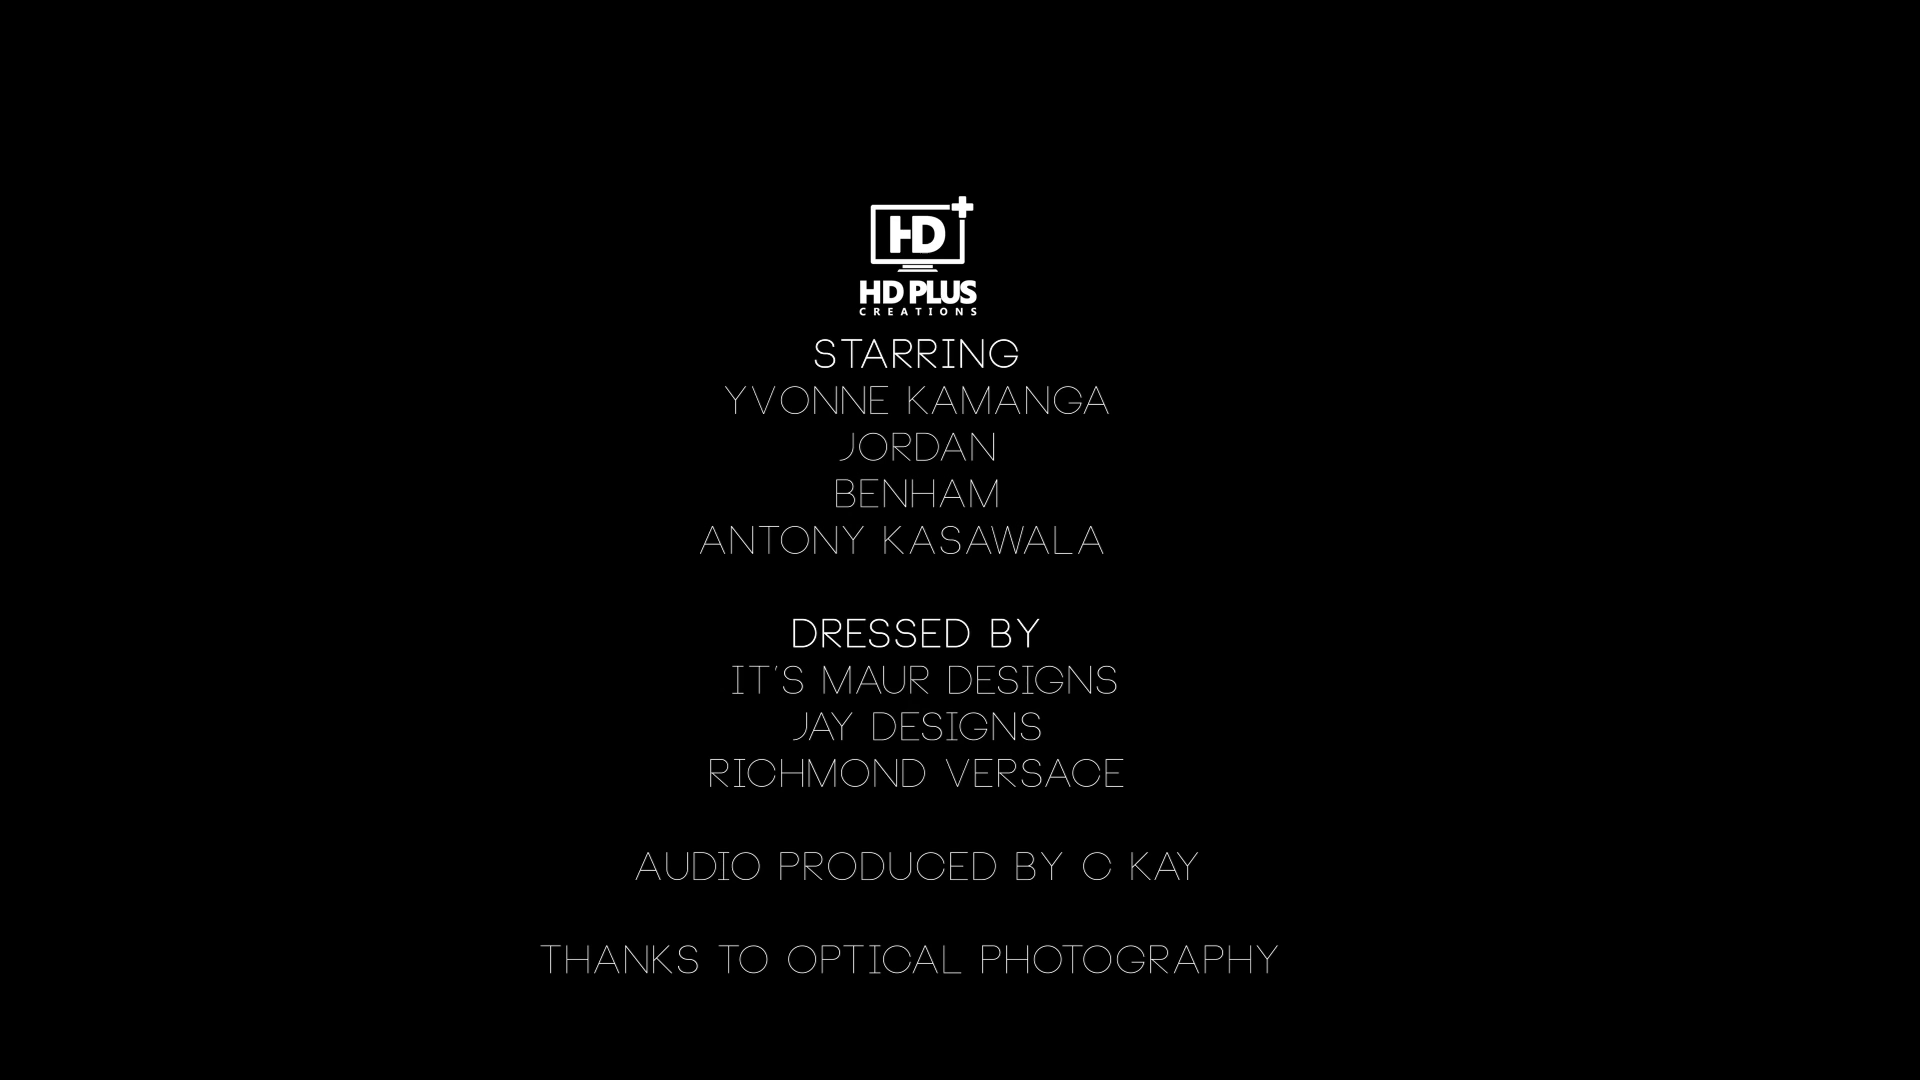 HD
HD PLUS
CREATIONS
STARRING
YVONNE KAMANGA
JORDAN
BENHAM
ANTONY KASAWALA
DRESSED BY
IT'S MAUR DESIGNS
JAY DESIGNS
RICHMOND VERSACE
AUDIO PRODUCED BY C KAY
THANKS TO OPTICAL PHOTOGRAPHY